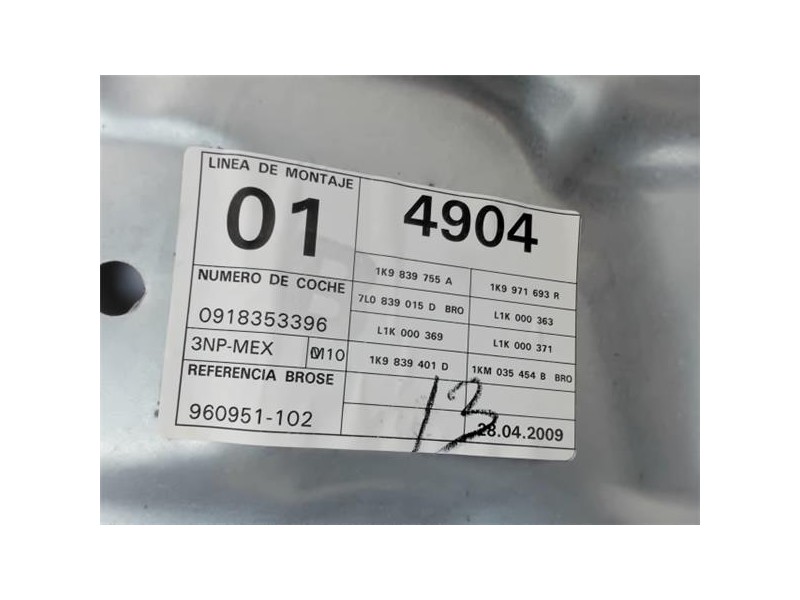 LINEA DE MONTAJE
01
4904
NUMERO DE COCHE
0918353396
1K9 839 755 A
1K9 971 693 R
7L0 839 015 D BRO
L1K 000 363
L1K 000 369
L1K 000 371
3NP-MEX
M10
1K9 839 401 D
1KM 035 454 B BRO
REFERENCIA BROSE
960951-102
13
28.04.2009